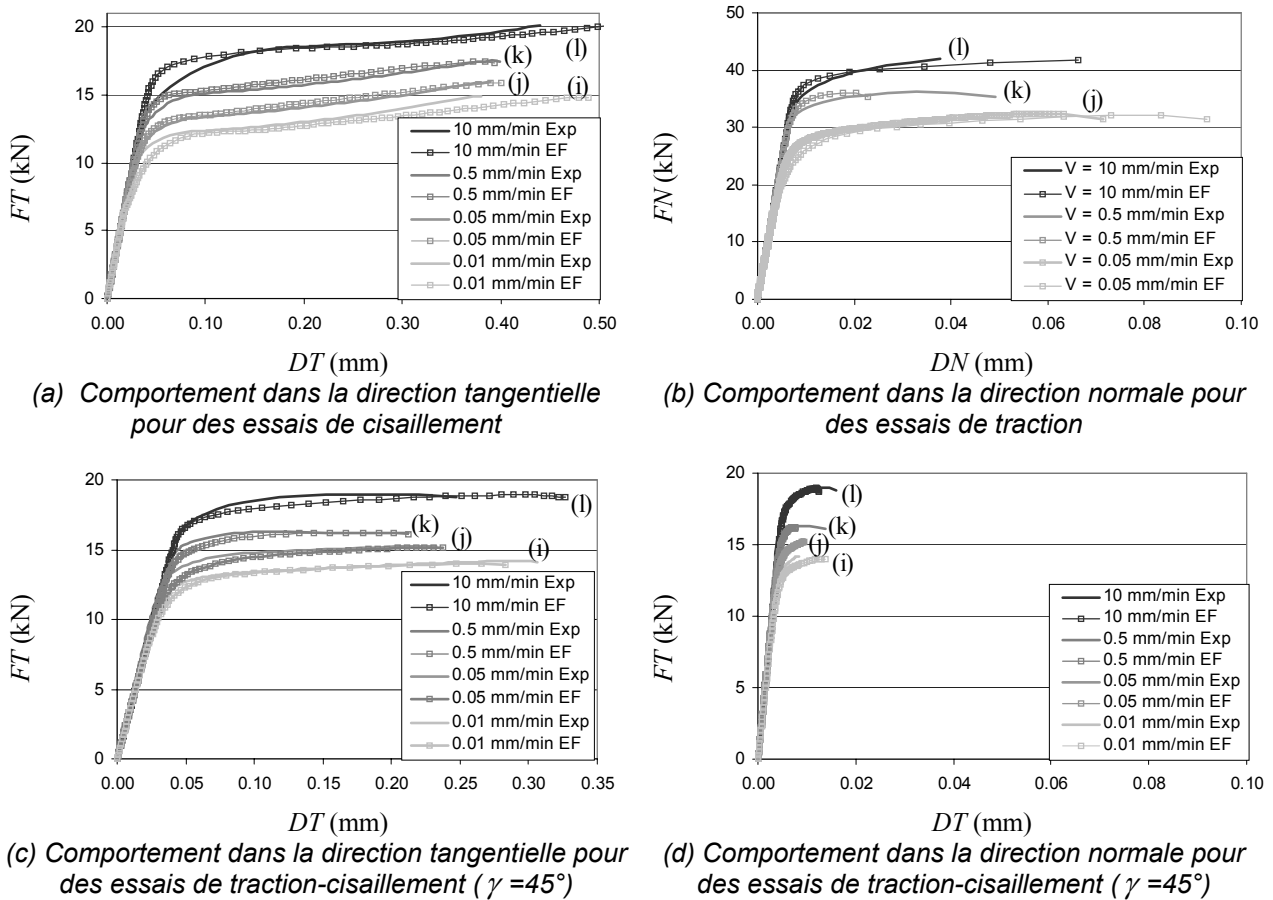 20
15
10
5
0
FT (kN)
0.00
0.10
0.20
0.30
0.40
0.50
DT (mm)
(l)
(k)
(j)
(i)
10 mm/min Exp
10 mm/min EF
0.5 mm/min Exp
0.5 mm/min EF
0.05 mm/min Exp
0.05 mm/min EF
0.01 mm/min Exp
0.01 mm/min EF
(a) Comportement dans la direction tangentielle
pour des essais de cisaillement
50
40
30
20
10
0
FN (kN)
0.00
0.02
0.04
0.06
0.08
0.10
DN (mm)
(l)
(k)
(j)
V = 10 mm/min Exp
V = 10 mm/min EF
V = 0.5 mm/min Exp
V = 0.5 mm/min EF
V = 0.05 mm/min Exp
V = 0.05 mm/min EF
(b) Comportement dans la direction normale pour
des essais de traction
20
15
10
5
0
FT (kN)
0.00
0.05
0.10
0.15
0.20
0.25
0.30
0.35
DT (mm)
(l)
(k)
(j)
(i)
10 mm/min Exp
10 mm/min EF
0.5 mm/min Exp
0.5 mm/min EF
0.05 mm/min Exp
0.05 mm/min EF
0.01 mm/min Exp
0.01 mm/min EF
(c) Comportement dans la direction tangentielle pour
des essais de traction-cisaillement ( γ =45°)
20
15
10
5
0
FT (kN)
0.00
0.02
0.04
0.06
0.08
0.10
DT (mm)
(l)
(k)
(j)
(i)
10 mm/min Exp
10 mm/min EF
0.5 mm/min Exp
0.5 mm/min EF
0.05 mm/min Exp
0.05 mm/min EF
0.01 mm/min Exp
0.01 mm/min EF
(d) Comportement dans la direction normale pour
des essais de traction-cisaillement ( γ =45°)